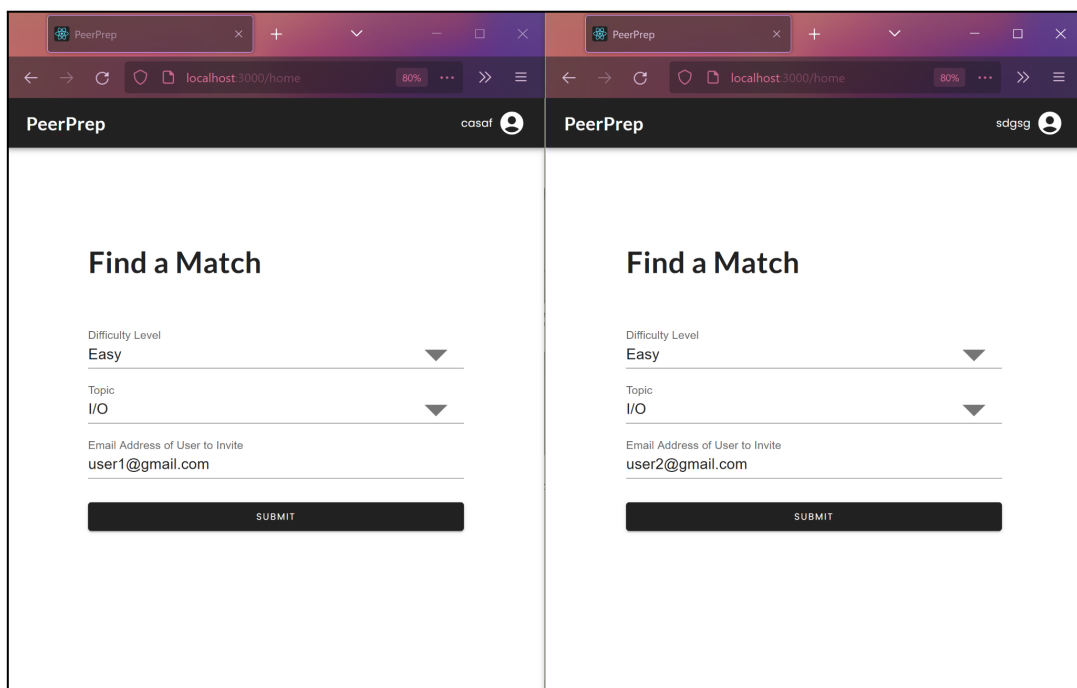 PeerPrep
localhost:3000/home
80%
PeerPrep
casaf
Find a Match
Difficulty Level
Easy
Topic
I/O
Email Address of User to Invite
user1@gmail.com
SUBMIT
PeerPrep
localhost:3000/home
80%
PeerPrep
sdgsg
Find a Match
Difficulty Level
Easy
Topic
I/O
Email Address of User to Invite
user2@gmail.com
SUBMIT